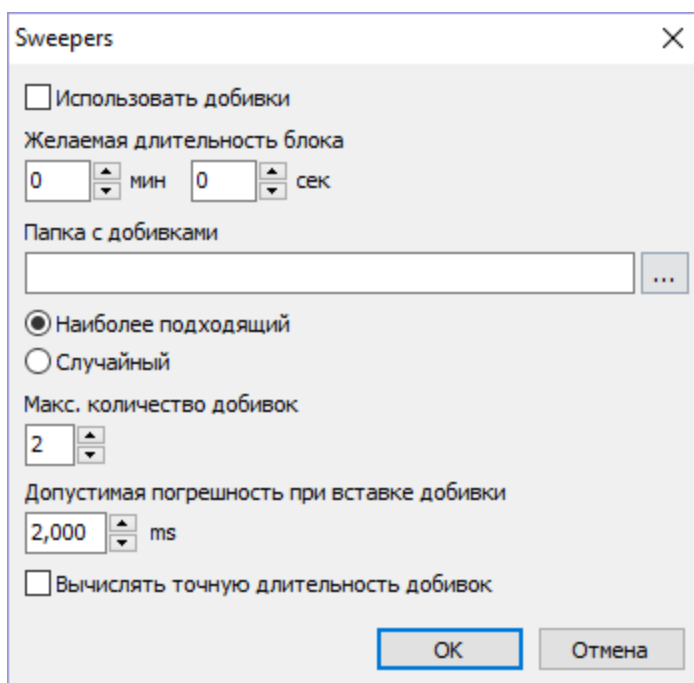 Sweepers
Использовать добивки
Желаемая длительность блока
0 мин 0 сек
Папка с добивками
...
Наиболее подходящий
Случайный
Макс. количество добивок
2
Допустимая погрешность при вставке добивки
2,000 ms
Вычислять точную длительность добивок
OK Отмена